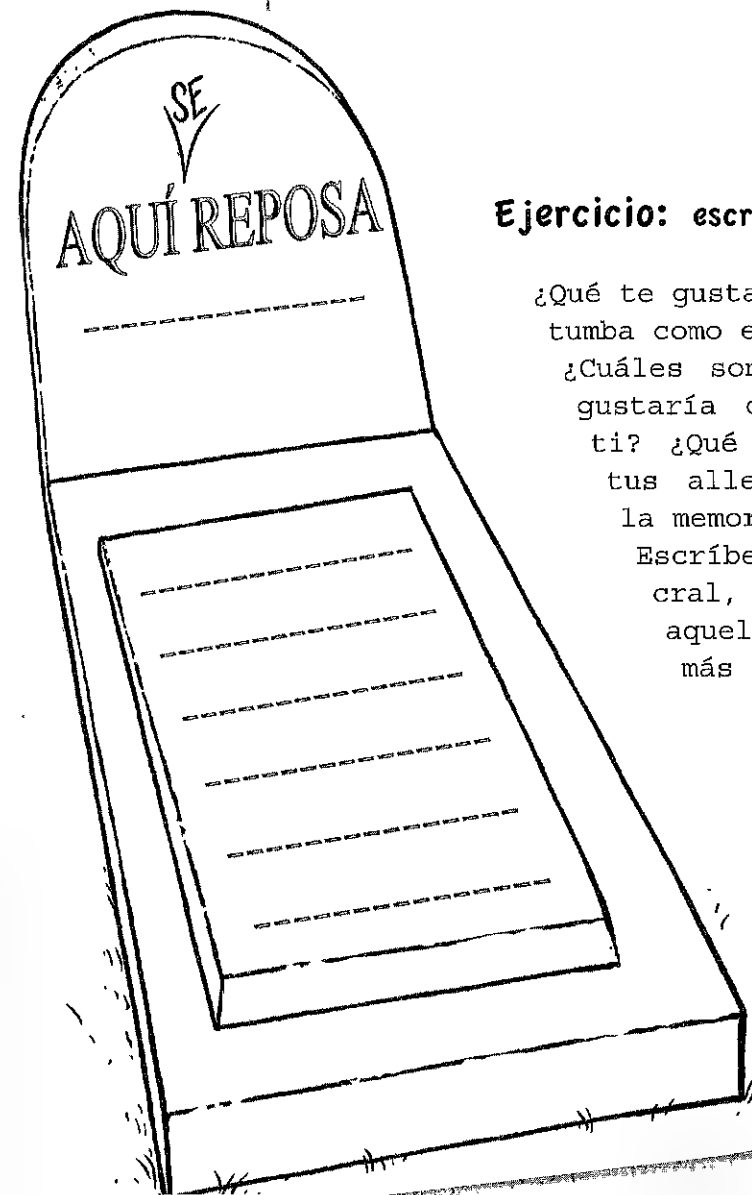 SE
AQUÍ REPOSA
Ejercicio: escr
¿Qué te gusta
tumba como e
¿Cuáles son
gustaría
ti? ¿Qué
tus alle
la memor
Escríbe
cral,
aquel
más